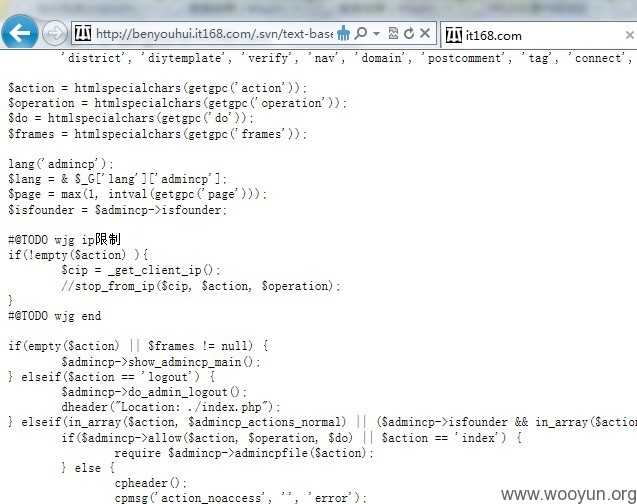 http://benyouhui.it168.com/.svn/text-base
it168.com
'district', 'diytemplate', 'verify', 'nav', 'domain', 'postcomment', 'tag', 'connect',
$action = htmlspecialchars(getgpc('action'));
$operation = htmlspecialchars(getgpc('operation'));
$do = htmlspecialchars(getgpc('do'));
$frames = htmlspecialchars(getgpc('frames'));
lang('admincp');
$lang = & $_G['lang']['admincp'];
$page = max(1, intval(getgpc('page')));
$isfounder = $admincp->isfounder;
#@TODO wjg ip限制
if(!empty($action) ){
$cip = _get_client_ip();
//stop_from_ip($cip, $action, $operation);
}
#@TODO wjg end
if(empty($action) || $frames != null) {
$admincp->show_admincp_main();
} elseif($action == 'logout') {
$admincp->do_admin_logout();
dheader("Location: ./index.php");
} elseif(in_array($action, $admincp_actions_normal) || ($admincp->isfounder && in_array($action
if($admincp->allow($action, $operation, $do) || $action == 'index') {
require $admincp->admincpfile($action);
} else {
cpheader();
cpmsg('action_noaccess', '', 'error');
www.wooyun.org